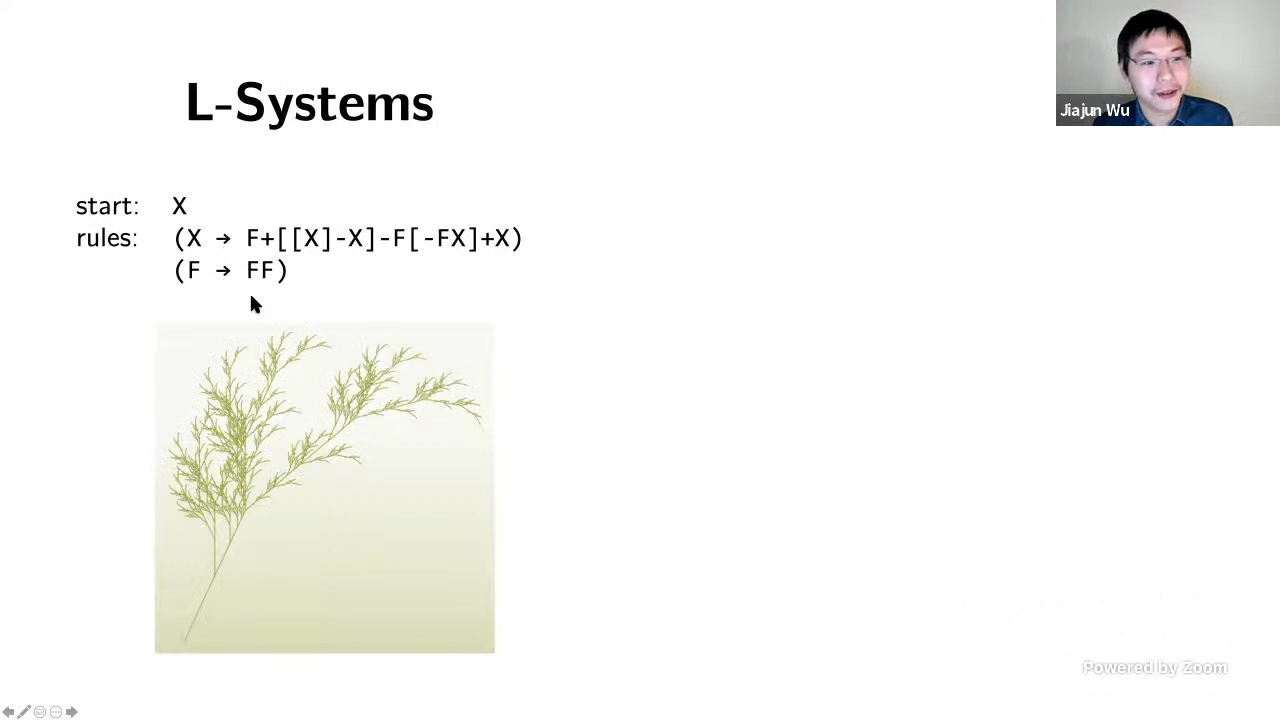 L-Systems
Jiajun Wu
start: X
rules: (X → F+[[X]-X]-F[-FX]+X)
(F → FF)
Powered by Zoom